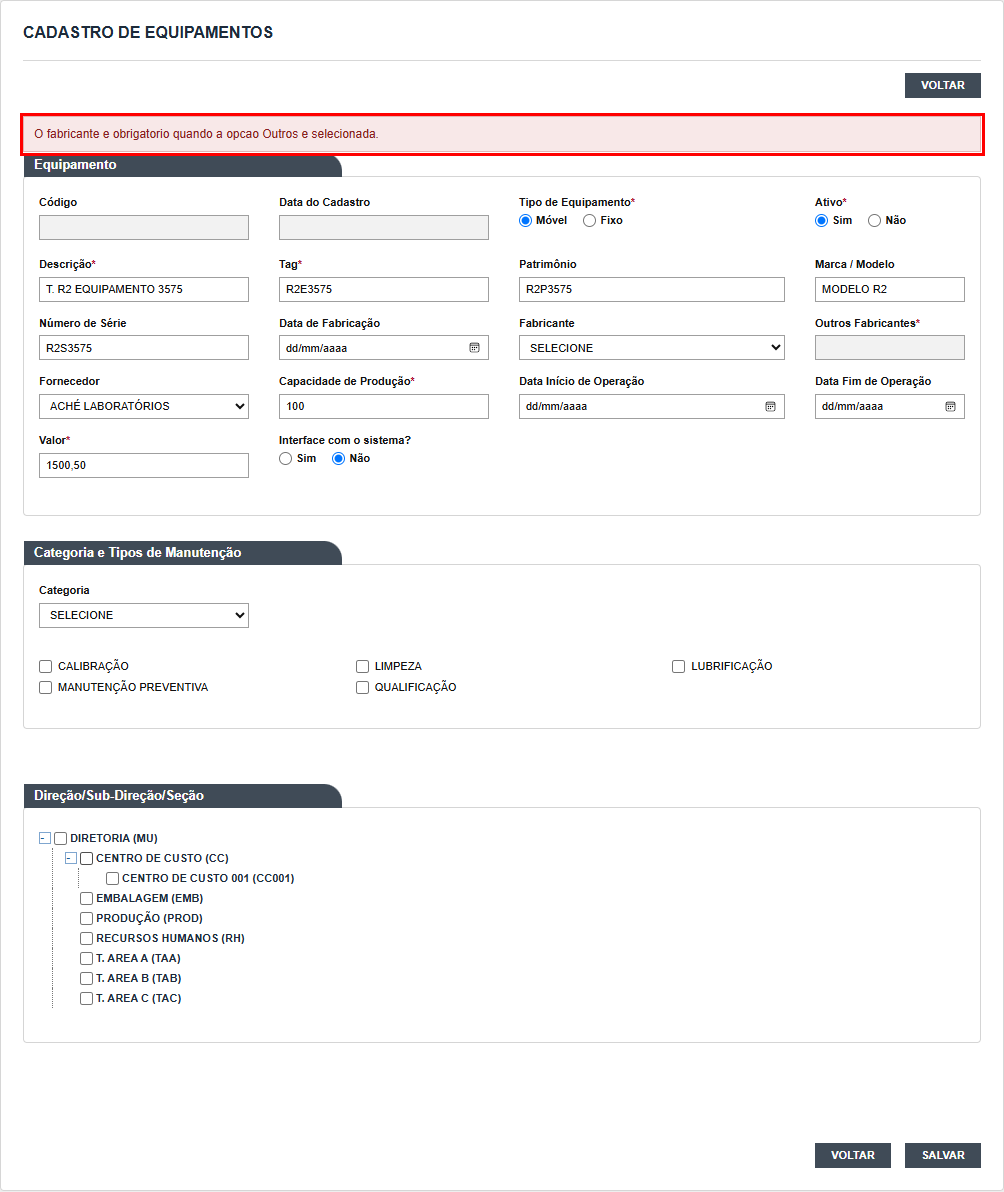 CADASTRO DE EQUIPAMENTOS
VOLTAR
O fabricante e obrigatorio quando a opcao Outros e selecionada.
Equipamento
Código Data do Cadastro Tipo de Equipamento* Ativo*
Móvel Fixo Sim Não
Descrição* Tag* Patrimônio Marca / Modelo
T. R2 EQUIPAMENTO 3575 R2E3575 R2P3575 MODELO R2
Número de Série Data de Fabricação Fabricante Outros Fabricantes*
R2S3575 dd/mm/aaaa SELECIONE
Fornecedor Capacidade de Produção* Data Início de Operação Data Fim de Operação
ACHÉ LABORATÓRIOS 100 dd/mm/aaaa dd/mm/aaaa
Valor* Interface com o sistema?
1500,50 Sim Não
Categoria e Tipos de Manutenção
Categoria
SELECIONE
CALIBRAÇÃO LIMPEZA LUBRIFICAÇÃO
MANUTENÇÃO PREVENTIVA QUALIFICAÇÃO
Direção/Sub-Direção/Seção
DIRETORIA (MU)
CENTRO DE CUSTO (CC)
CENTRO DE CUSTO 001 (CC001)
EMBALAGEM (EMB)
PRODUÇÃO (PROD)
RECURSOS HUMANOS (RH)
T. AREA A (TAA)
T. AREA B (TAB)
T. AREA C (TAC)
VOLTAR SALVAR